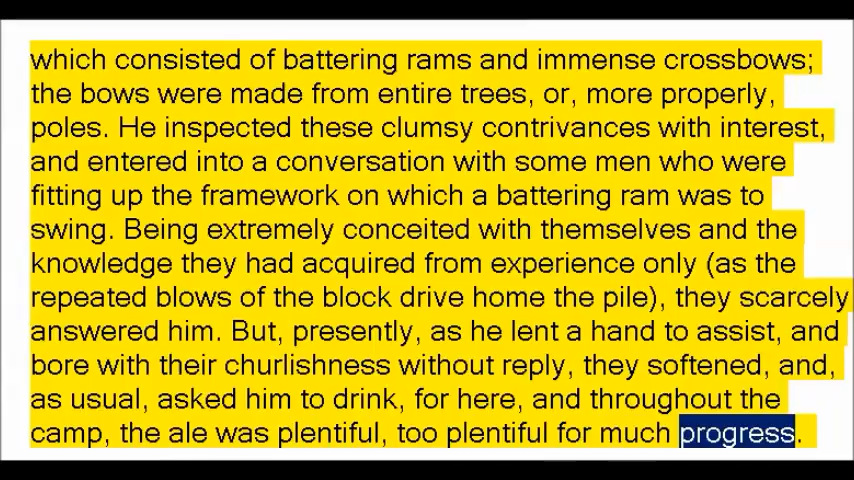 which consisted of battering rams and immense crossbows;
the bows were made from entire trees, or, more properly,
poles. He inspected these clumsy contrivances with interest,
and entered into a conversation with some men who were
fitting up the framework on which a battering ram was to
swing. Being extremely conceited with themselves and the
knowledge they had acquired from experience only (as the
repeated blows of the block drive home the pile), they scarcely
answered him. But, presently, as he lent a hand to assist, and
bore with their churlishness without reply, they softened, and,
as usual, asked him to drink, for here, and throughout the
camp, the ale was plentiful, too plentiful for much progress.